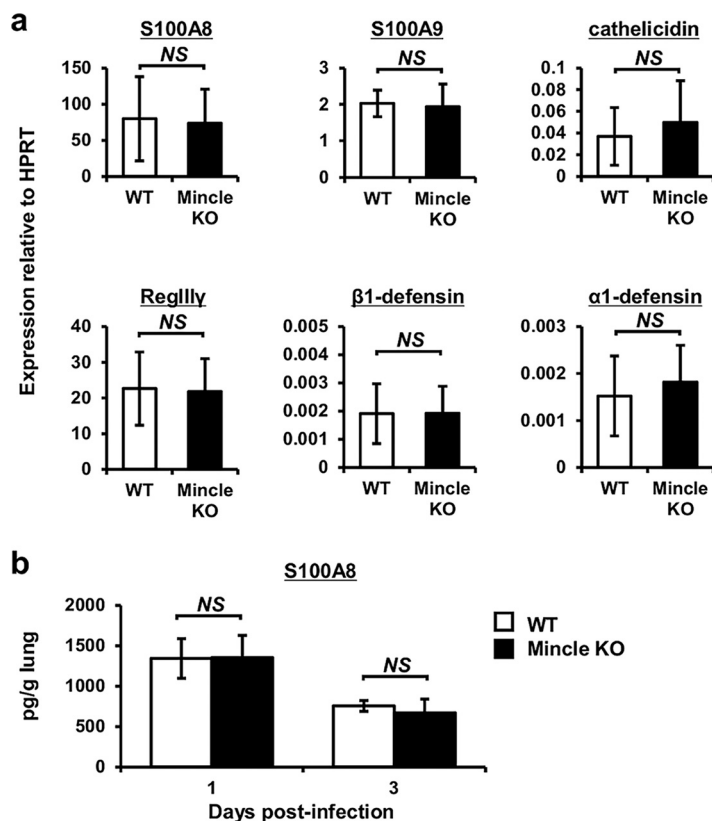 a
S100A8
S100A9
cathelicidin
Expression relative to HPRT
150
100
50
0
NS
WT
Mincle
KO
3
2
1
0
NS
WT
Mincle
KO
0.1
0.08
0.06
0.04
0.02
0
NS
WT
Mincle
KO
RegIIIγ
β1-defensin
α1-defensin
40
30
20
10
0
NS
WT
Mincle
KO
0.005
0.004
0.003
0.002
0.001
0
NS
WT
Mincle
KO
0.003
0.002
0.001
0
NS
WT
Mincle
KO
b
S100A8
pg/g lung
2000
1500
1000
500
0
NS
NS
1
3
Days post-infection
WT
Mincle KO